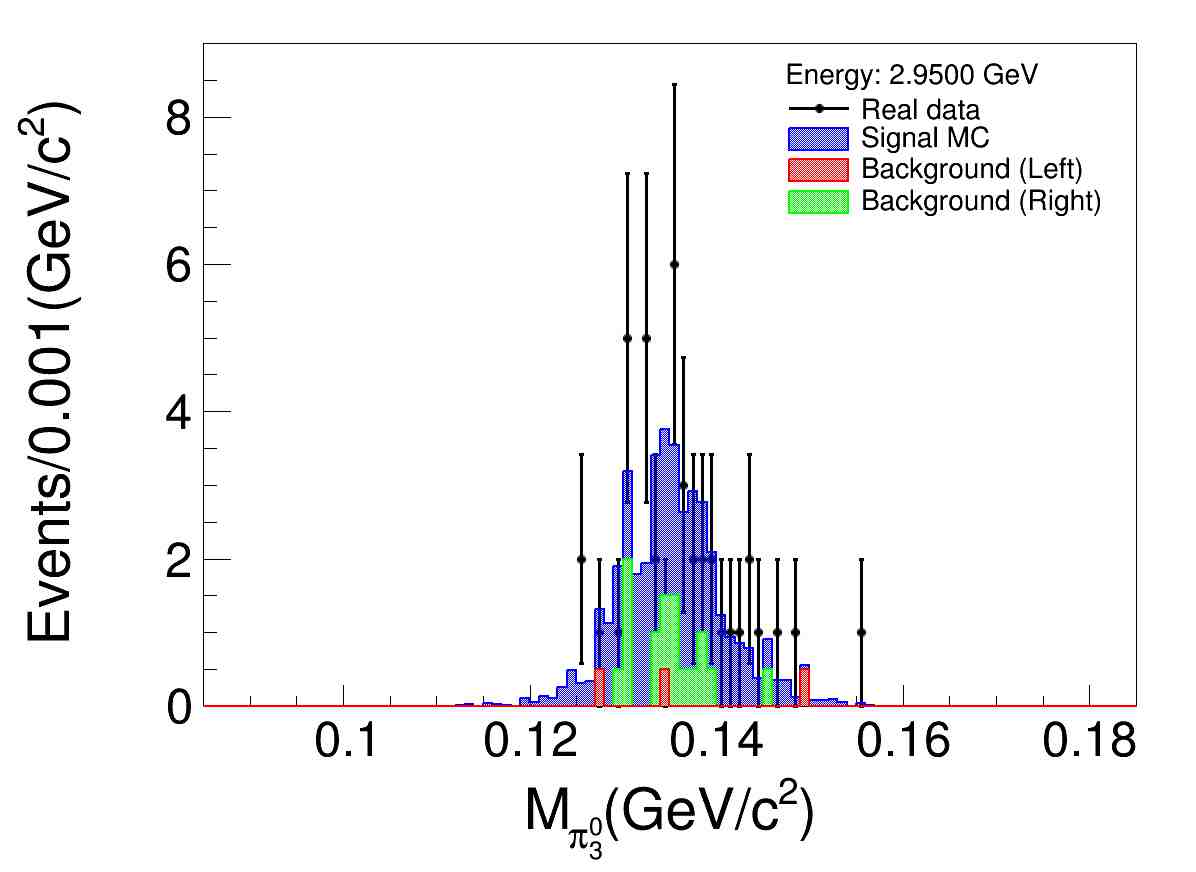 Energy: 2.9500 GeV
Real data
Signal MC
Background (Left)
Background (Right)
Events/0.001(GeV/c²)
8
6
4
2
0
0.1 0.12 0.14 0.16 0.18
M_{π⁰₃}(GeV/c²)